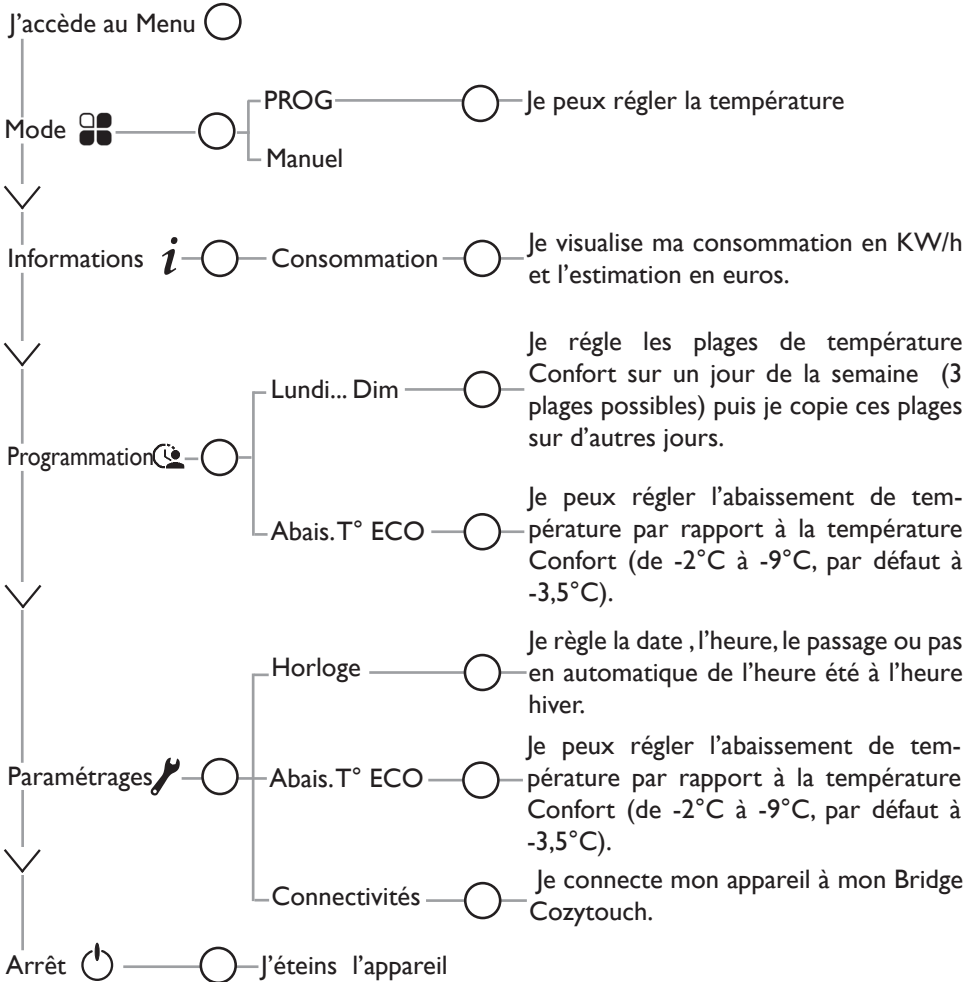 J'accède au Menu
Mode
PROG
Je peux régler la température
Manuel
Informations i
Consommation
Je visualise ma consommation en KW/h
et l'estimation en euros.
Programmation
Lundi... Dim
Je régle les plages de température
Confort sur un jour de la semaine (3
plages possibles) puis je copie ces plages
sur d'autres jours.
Abais.T° ECO
Je peux régler l'abaissement de tem-
pérature par rapport à la température
Confort (de -2°C à -9°C, par défaut à
-3,5°C).
Paramétrages
Horloge
Je règle la date , l'heure, le passage ou pas
en automatique de l'heure été à l'heure
hiver.
Abais.T° ECO
Je peux régler l'abaissement de tem-
pérature par rapport à la température
Confort (de -2°C à -9°C, par défaut à
-3,5°C).
Connectivités
Je connecte mon appareil à mon Bridge
Cozytouch.
Arrêt
J'éteins l'appareil